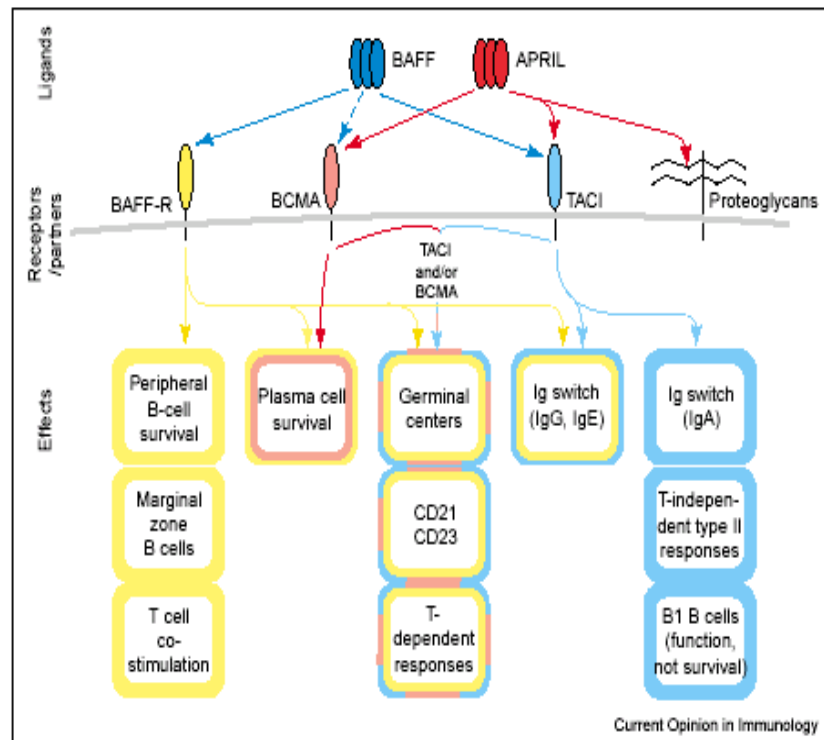 Ligands
BAFF
APRIL
Receptors
/partners
BAFF-R
BCMA
TACI
Proteoglycans
TACI
and/or
BCMA
Effects
Peripheral
B-cell
survival
Plasma cell
survival
Germinal
centers
Ig switch
(IgG, IgE)
Ig switch
(IgA)
Marginal
zone
B cells
CD21
CD23
T-indepen-
dent type II
responses
T cell
co-
stimulation
T-
dependent
responses
B1 B cells
(function,
not survival)
Current Opinion in Immunology